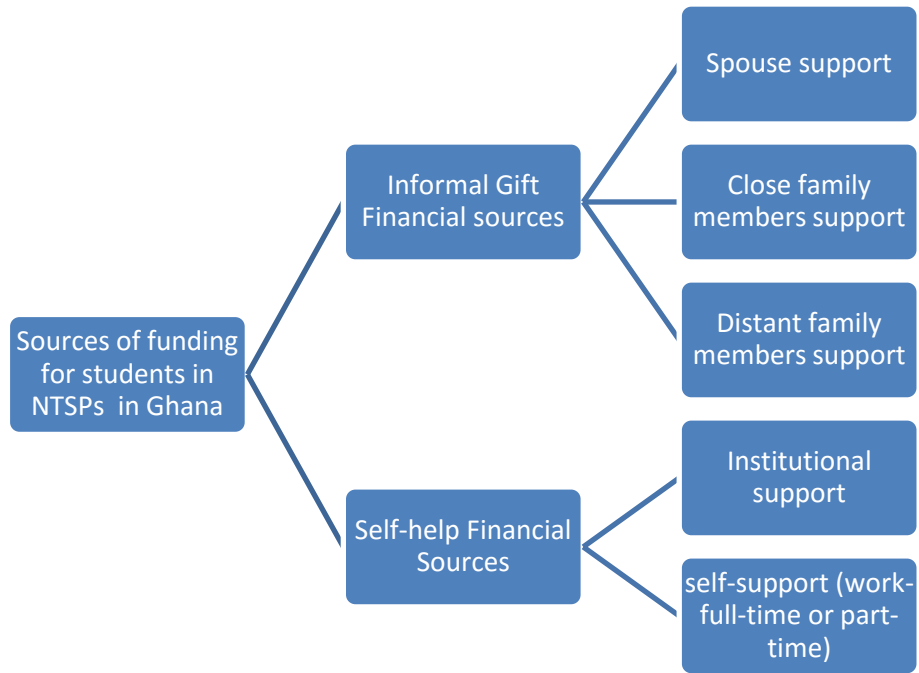 Spouse support
Informal Gift
Financial sources
Close family
members support
Sources of funding
for students in
NTSPs in Ghana
Distant family
members support
Self-help Financial
Sources
Institutional
support
self-support (work-
full-time or part-
time)